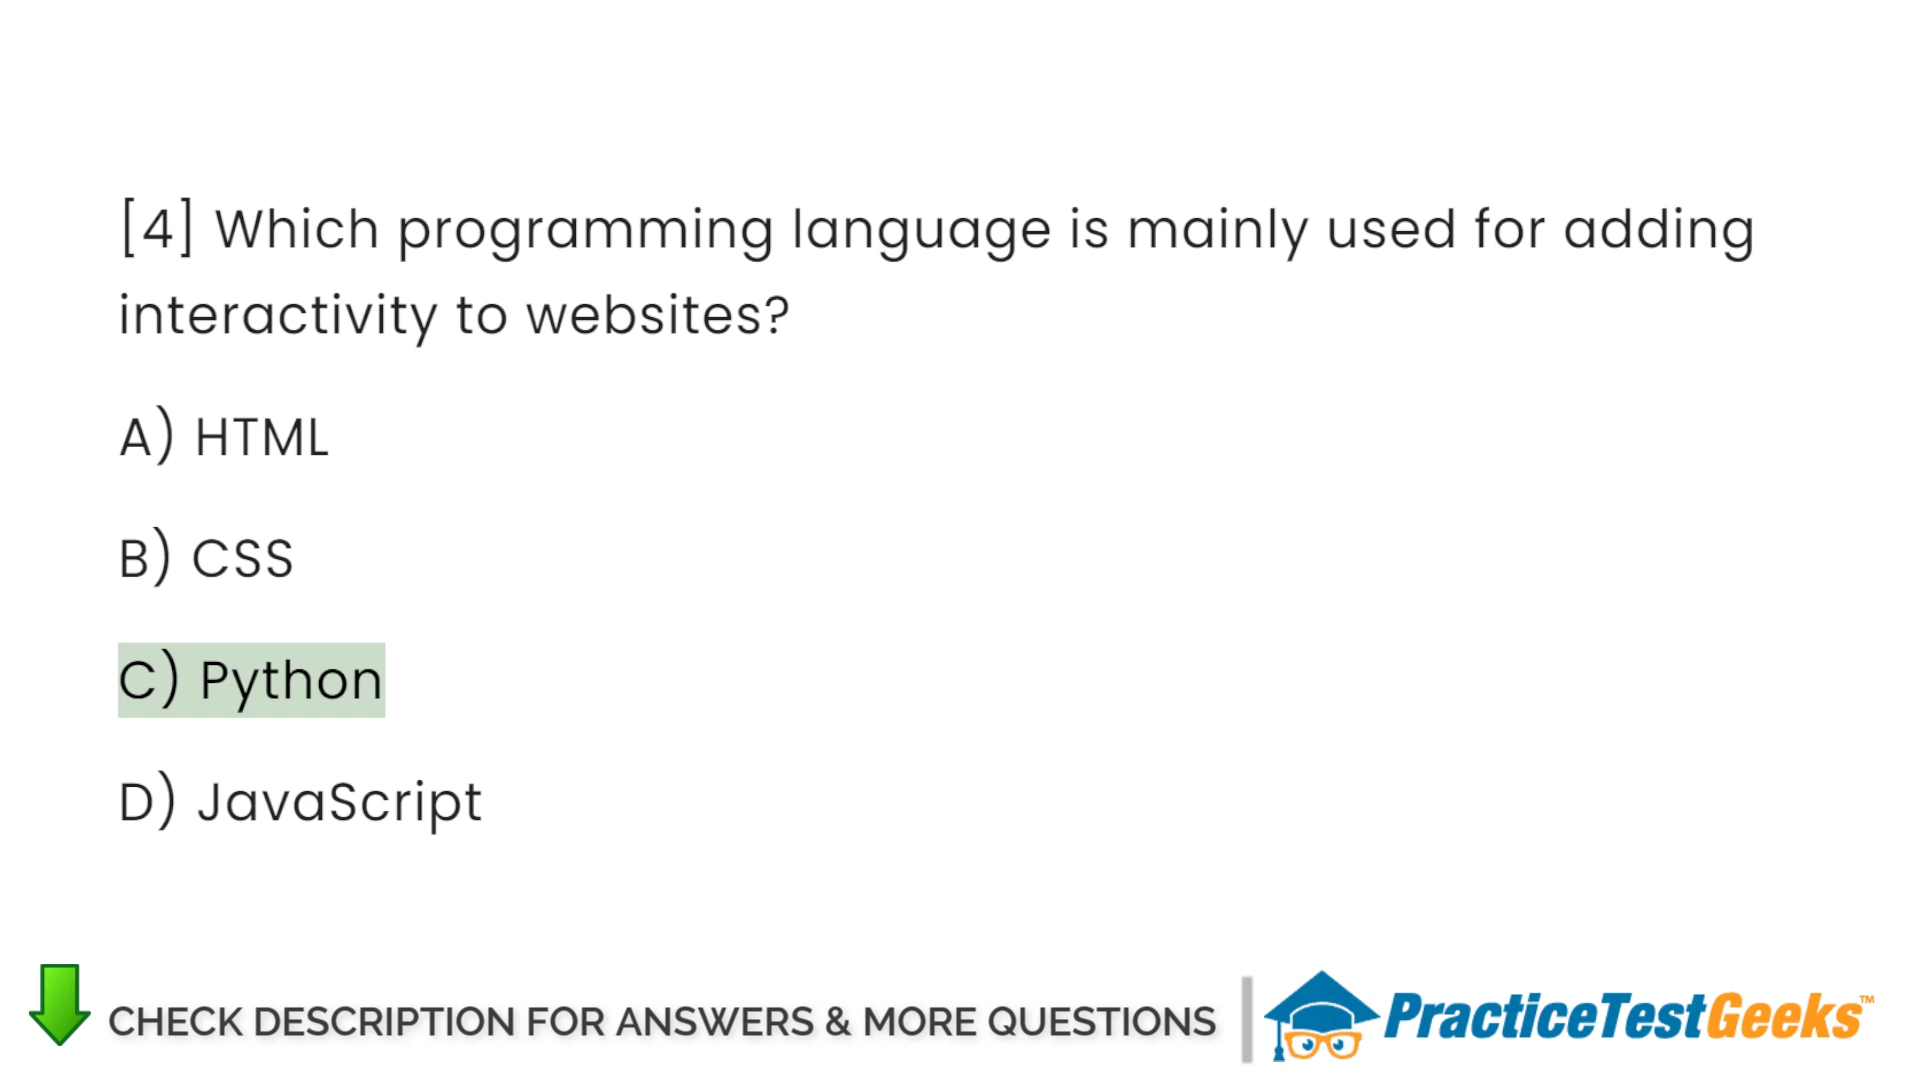 [4] Which programming language is mainly used for adding
interactivity to websites?
A) HTML
B) CSS
C) Python
D) JavaScript
CHECK DESCRIPTION FOR ANSWERS & MORE QUESTIONS
PracticeTestGeeks™